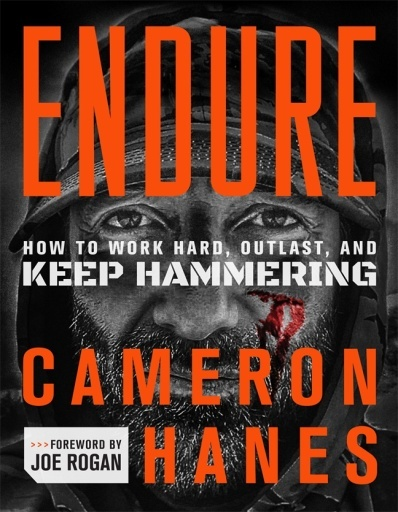 ENDURE
HOW TO WORK HARD, OUTLAST, AND
KEEP HAMMERING
CAMERON
HANES
>>>FOREWORD BY
JOE ROGAN